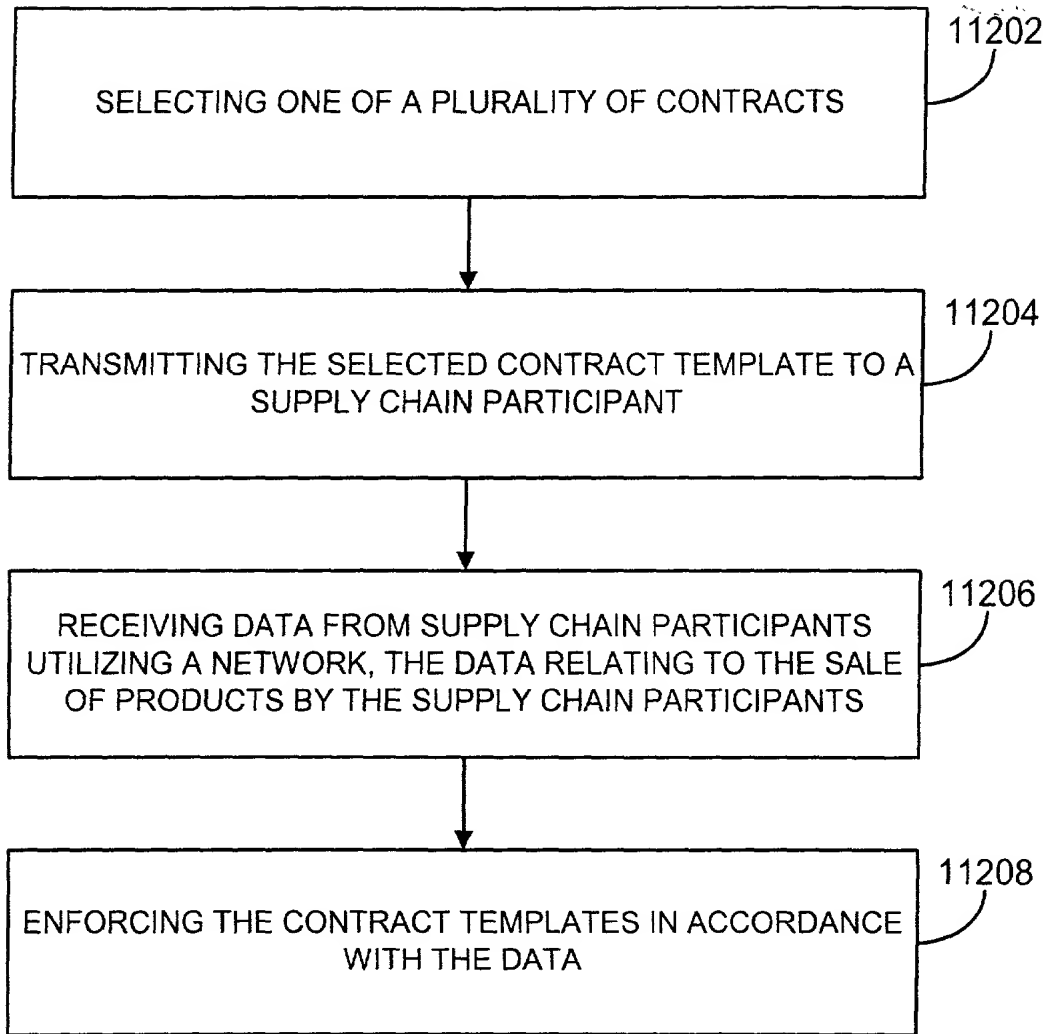 11202
SELECTING ONE OF A PLURALITY OF CONTRACTS
11204
TRANSMITTING THE SELECTED CONTRACT TEMPLATE TO A
SUPPLY CHAIN PARTICIPANT
11206
RECEIVING DATA FROM SUPPLY CHAIN PARTICIPANTS
UTILIZING A NETWORK, THE DATA RELATING TO THE SALE
OF PRODUCTS BY THE SUPPLY CHAIN PARTICIPANTS
11208
ENFORCING THE CONTRACT TEMPLATES IN ACCORDANCE
WITH THE DATA